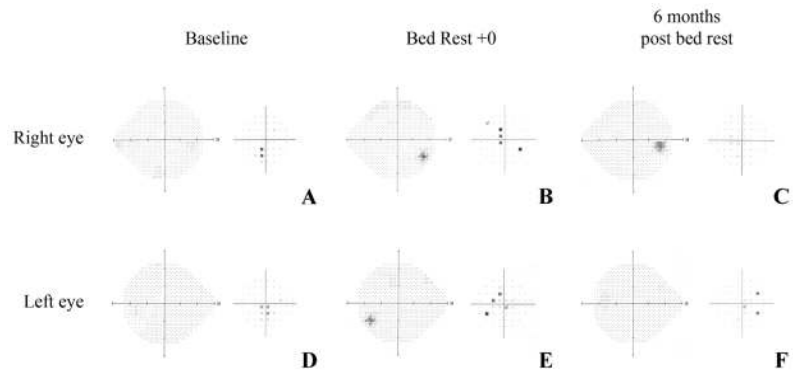 6 months
Baseline
Bed Rest +0
post bed rest
Right eye
A
B
C
Left eye
D
E
F